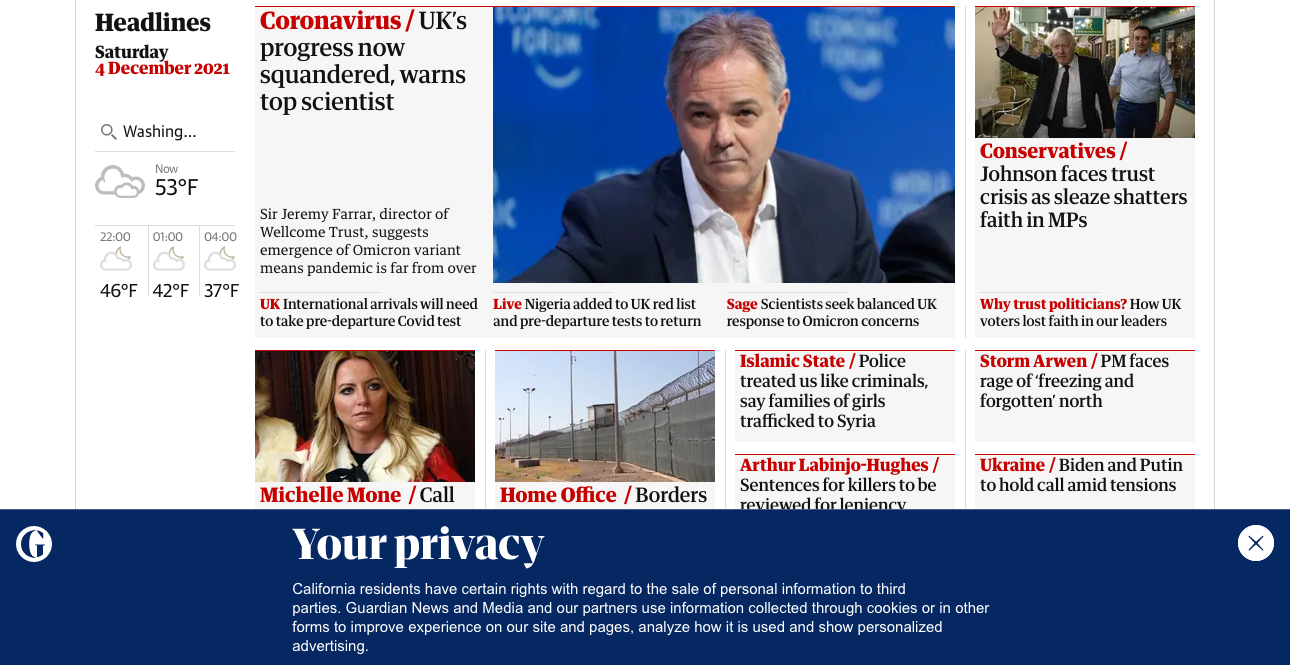 Headlines
Saturday
4 December 2021
Washing...
Now
53°F
22:00
01:00
04:00
46°F
42°F
37°F
Coronavirus / UK's
progress now
squandered, warns
top scientist
Sir Jeremy Farrar, director of
Wellcome Trust, suggests
emergence of Omicron variant
means pandemic is far from over
ECONOMIC
FORUM
ECONOMIC
FORUM
Conservatives /
Johnson faces trust
crisis as sleaze shatters
faith in MPs
UK International arrivals will need
to take pre-departure Covid test
Live Nigeria added to UK red list
and pre-departure tests to return
Sage Scientists seek balanced UK
response to Omicron concerns
Why trust politicians? How UK
voters lost faith in our leaders
Michelle Mone / Call
Home Office / Borders
Islamic State / Police
treated us like criminals,
say families of girls
trafficked to Syria
Storm Arwen / PM faces
rage of 'freezing and
forgotten' north
Arthur Labinjo-Hughes /
Sentences for killers to be
reviewed for leniency
Ukraine / Biden and Putin
to hold call amid tensions
G
Your privacy
California residents have certain rights with regard to the sale of personal information to third
parties. Guardian News and Media and our partners use information collected through cookies or in other
forms to improve experience on our site and pages, analyze how it is used and show personalized
advertising.